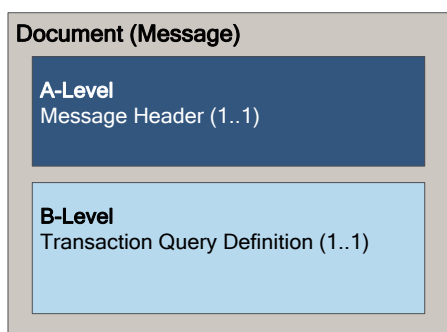 Document (Message)
A-Level
Message Header (1..1)
B-Level
Transaction Query Definition (1..1)